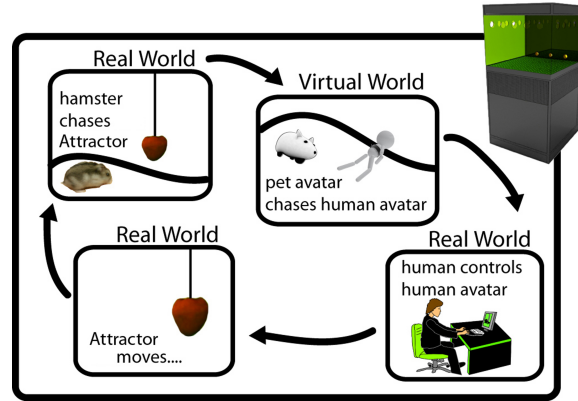 Real World
hamster
chases
Attractor
Virtual World
pet avatar
chases human avatar
Real World
human controls
human avatar
Real World
Attractor
moves....